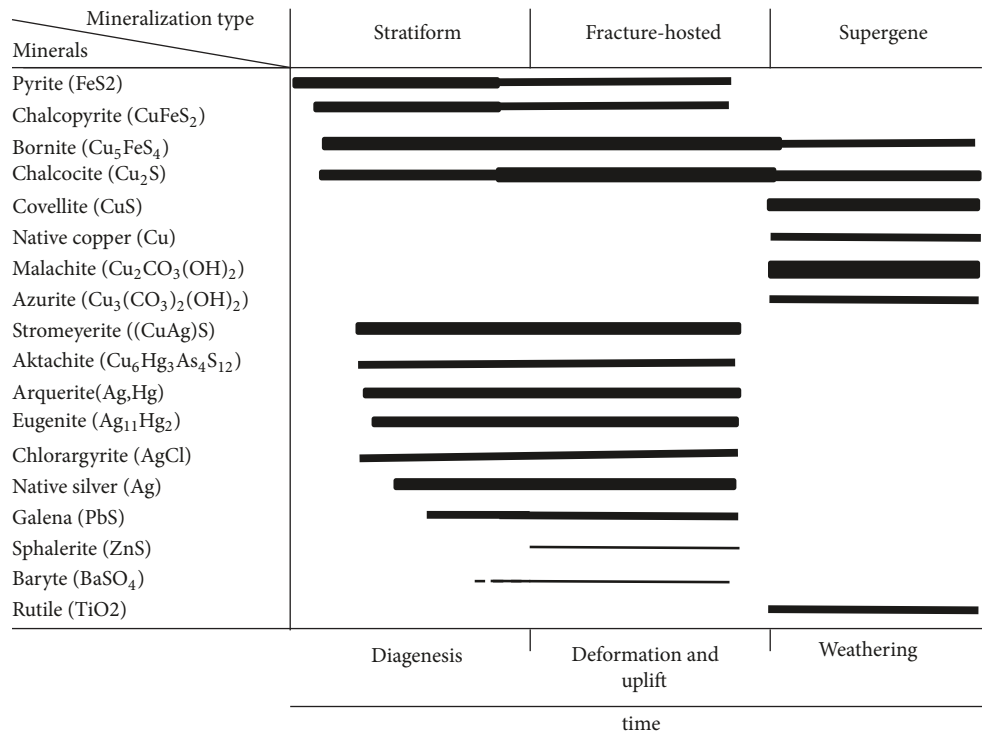 Mineralization type
Minerals
Stratiform
Fracture-hosted
Supergene
Pyrite (FeS2)
Chalcopyrite (CuFeS₂)
Bornite (Cu₅FeS₄)
Chalcocite (Cu₂S)
Covellite (CuS)
Native copper (Cu)
Malachite (Cu₂CO₃(OH)₂)
Azurite (Cu₃(CO₃)₂(OH)₂)
Stromeyerite ((CuAg)S)
Aktachite (Cu₆Hg₃As₄S₁₂)
Arquerite(Ag,Hg)
Eugenite (Ag₁₁Hg₂)
Chlorargyrite (AgCl)
Native silver (Ag)
Galena (PbS)
Sphalerite (ZnS)
Baryte (BaSO₄)
Rutile (TiO2)
Diagenesis
Deformation and
uplift
Weathering
time